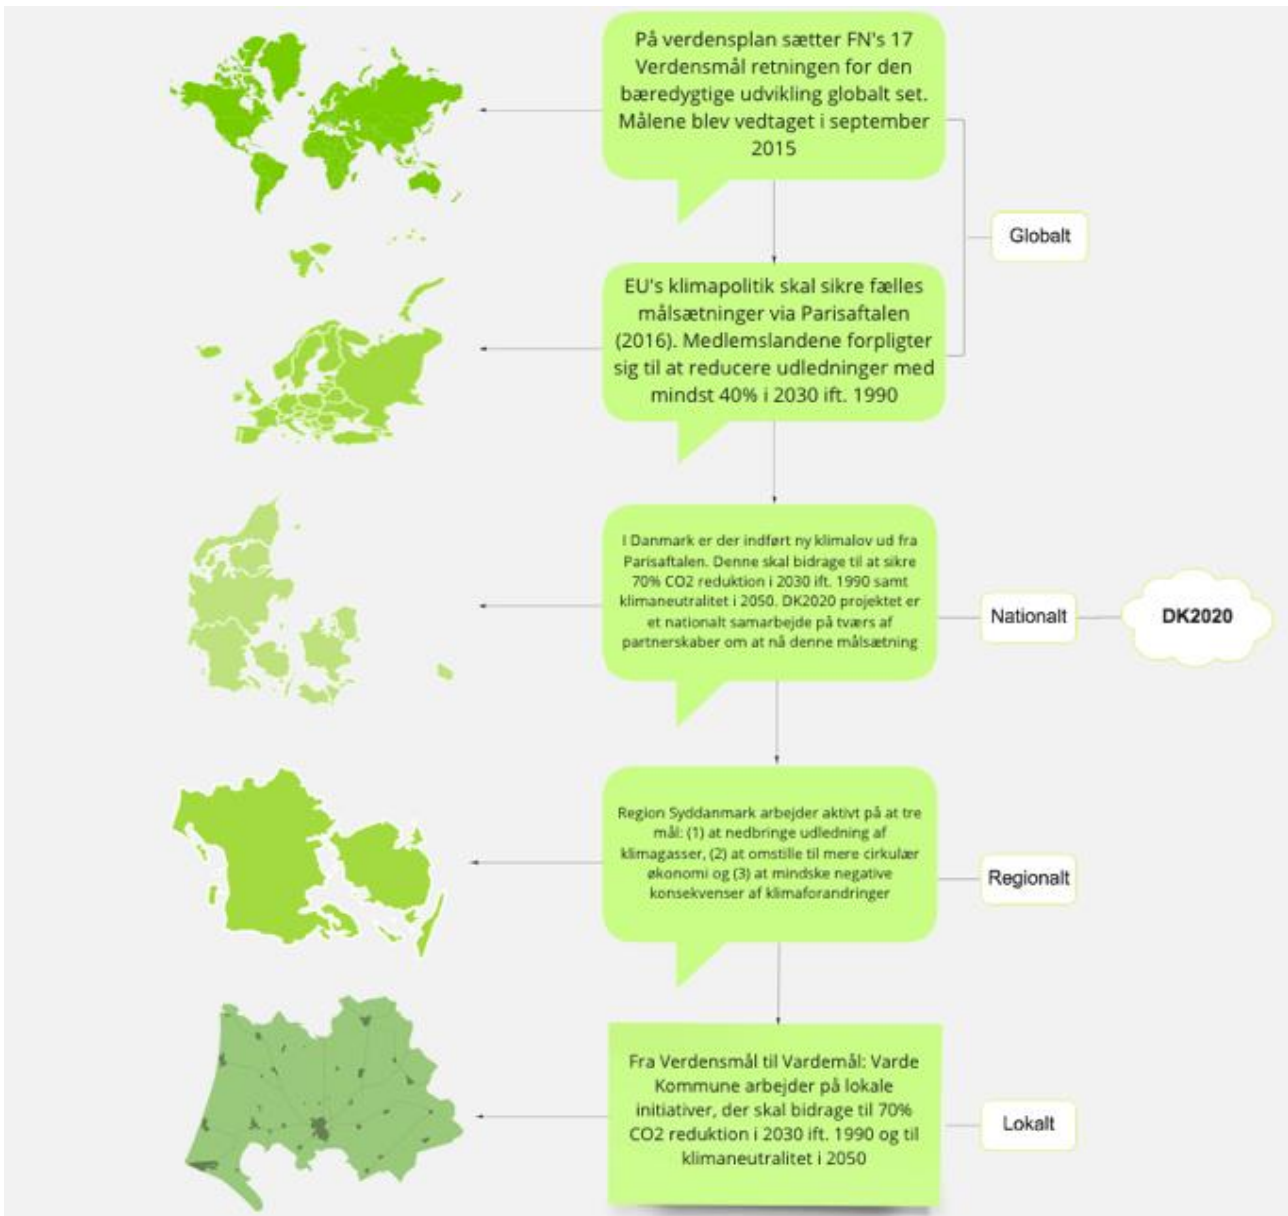 På verdensplan sætter FN's 17
Verdensmål retningen for den
bæredygtige udvikling globalt set.
Målene blev vedtaget i september
2015
Globalt
EU's klimapolitik skal sikre fælles
målsætninger via Parisaftalen
(2016). Medlemslandene forpligter
sig til at reducere udledninger med
mindst 40% i 2030 ift. 1990
I Danmark er der indført ny klimalov ud fra
Parisaftalen. Denne skal bidrage til at sikre
70% CO2 reduktion i 2030 ift. 1990 samt
klimaneutralitet i 2050. DK2020 projektet er
et nationalt samarbejde på tværs af
partnerskaber om at nå denne målsætning
Nationalt
DK2020
Region Syddanmark arbejder aktivt på at tre
mål: (1) at nedbringe udledning af
klimagasser, (2) at omstille til mere cirkulær
økonomi og (3) at mindske negative
konsekvenser af klimaforandringer
Regionalt
Fra Verdensmål til Vardemål: Varde
Kommune arbejder på lokale
initiativer, der skal bidrage til 70%
CO2 reduktion i 2030 ift. 1990 og til
klimaneutralitet i 2050
Lokalt